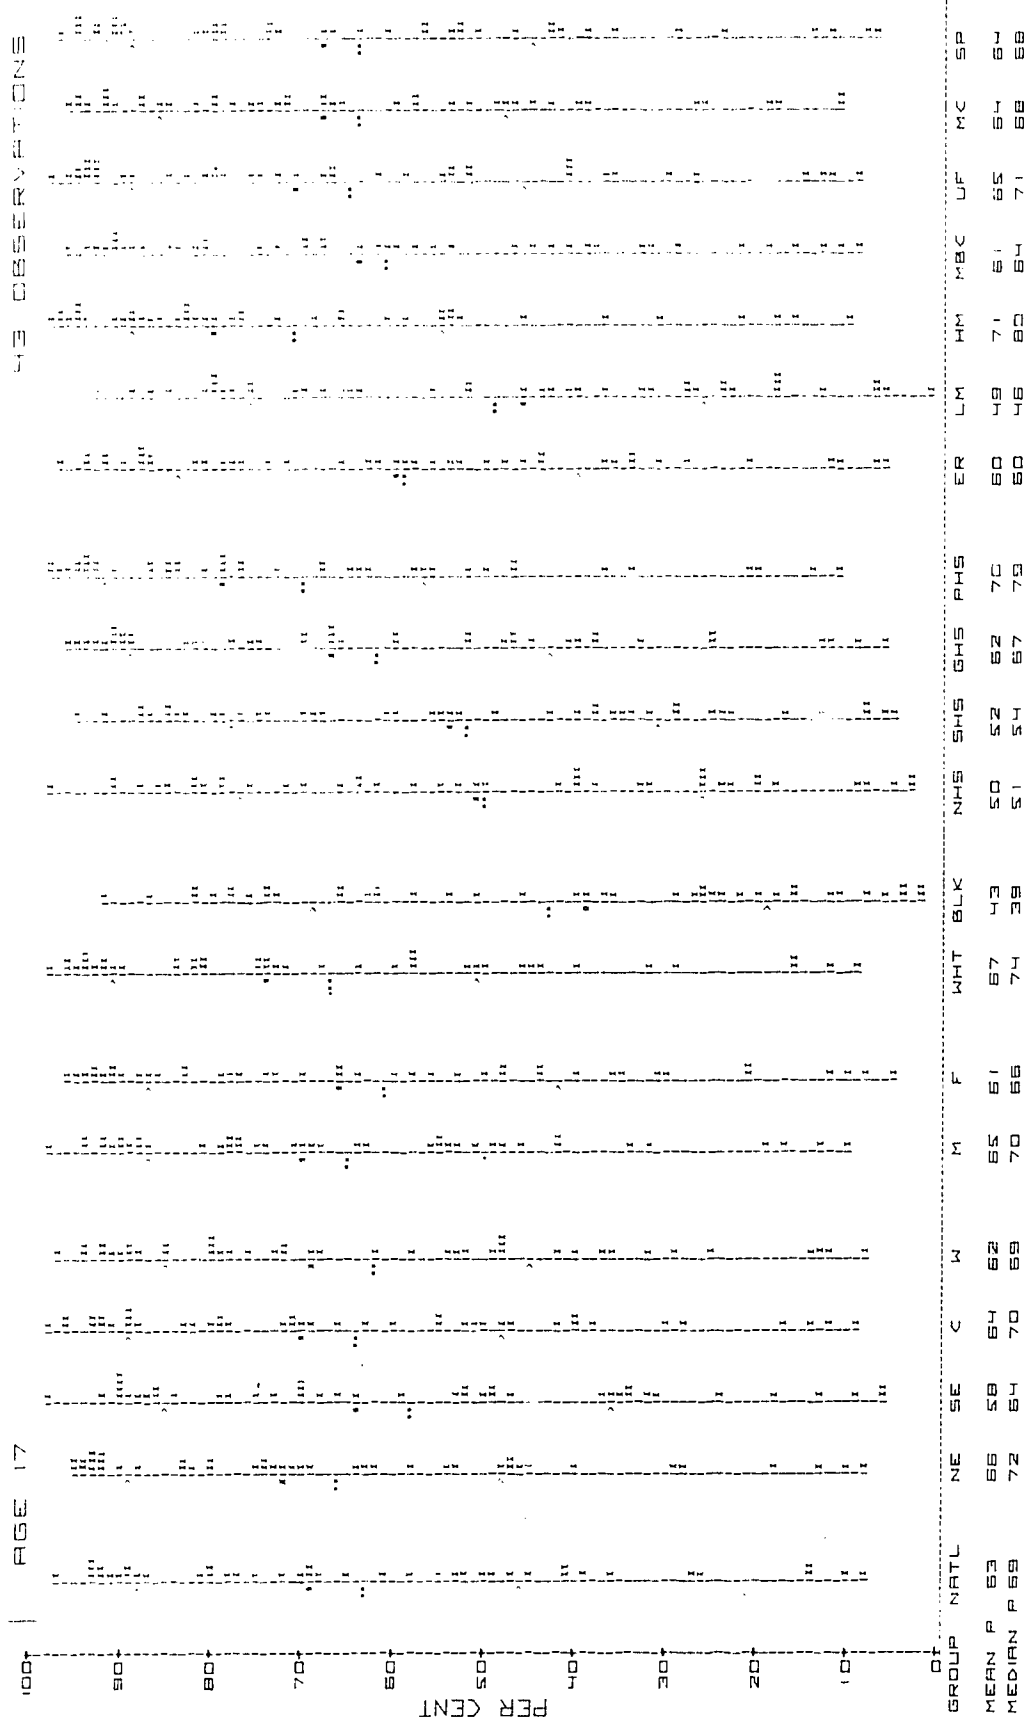 AGE 17 43 OBSERVATIONS
100
90
80
70
60
50
40
30
20
10
0
PER CENT
GROUP NATL NE SE C W M F WHT BLK NHS SHS GHS PHS ER LM HM MBC UF MC SP
MEAN P 63 66 58 64 62 65 61 67 43 50 52 62 70 60 49 71 61 65 64 64
MEDIAN P 69 72 64 70 69 70 66 74 39 51 54 67 79 60 46 80 64 71 68 68